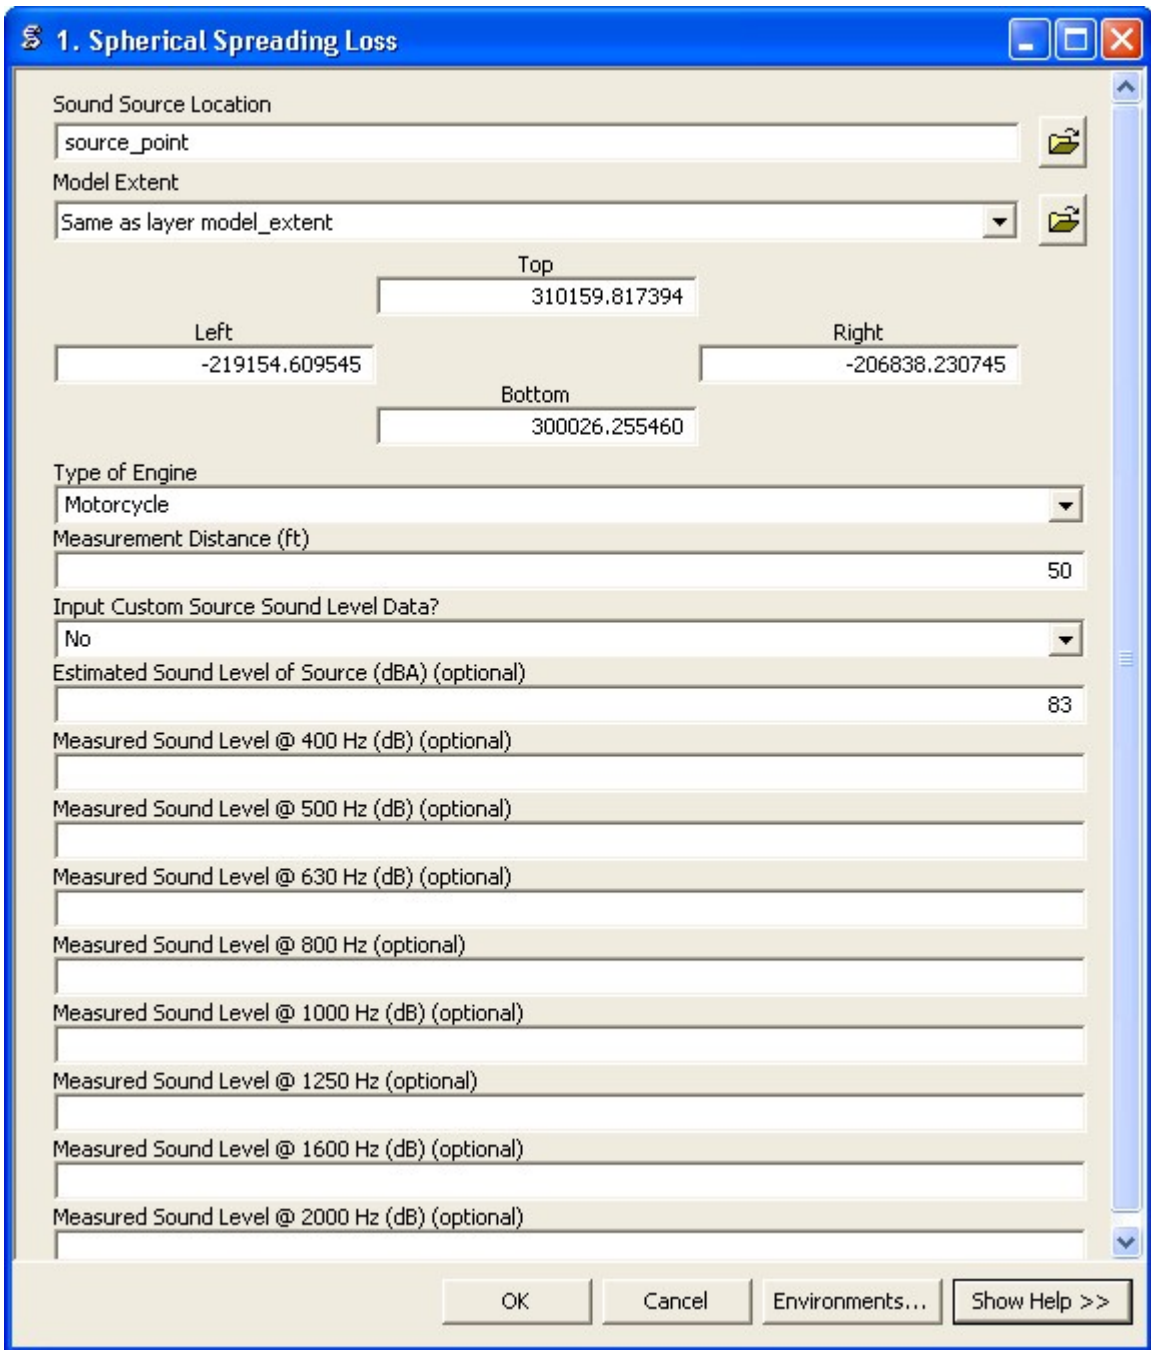 1. Spherical Spreading Loss
Sound Source Location
source_point
Model Extent
Same as layer model_extent
Top
310159.817394
Left Right
-219154.609545 -206838.230745
Bottom
300026.255460
Type of Engine
Motorcycle
Measurement Distance (ft)
50
Input Custom Source Sound Level Data?
No
Estimated Sound Level of Source (dBA) (optional)
83
Measured Sound Level @ 400 Hz (dB) (optional)
Measured Sound Level @ 500 Hz (dB) (optional)
Measured Sound Level @ 630 Hz (dB) (optional)
Measured Sound Level @ 800 Hz (optional)
Measured Sound Level @ 1000 Hz (dB) (optional)
Measured Sound Level @ 1250 Hz (optional)
Measured Sound Level @ 1600 Hz (dB) (optional)
Measured Sound Level @ 2000 Hz (dB) (optional)
OK Cancel Environments... Show Help >>